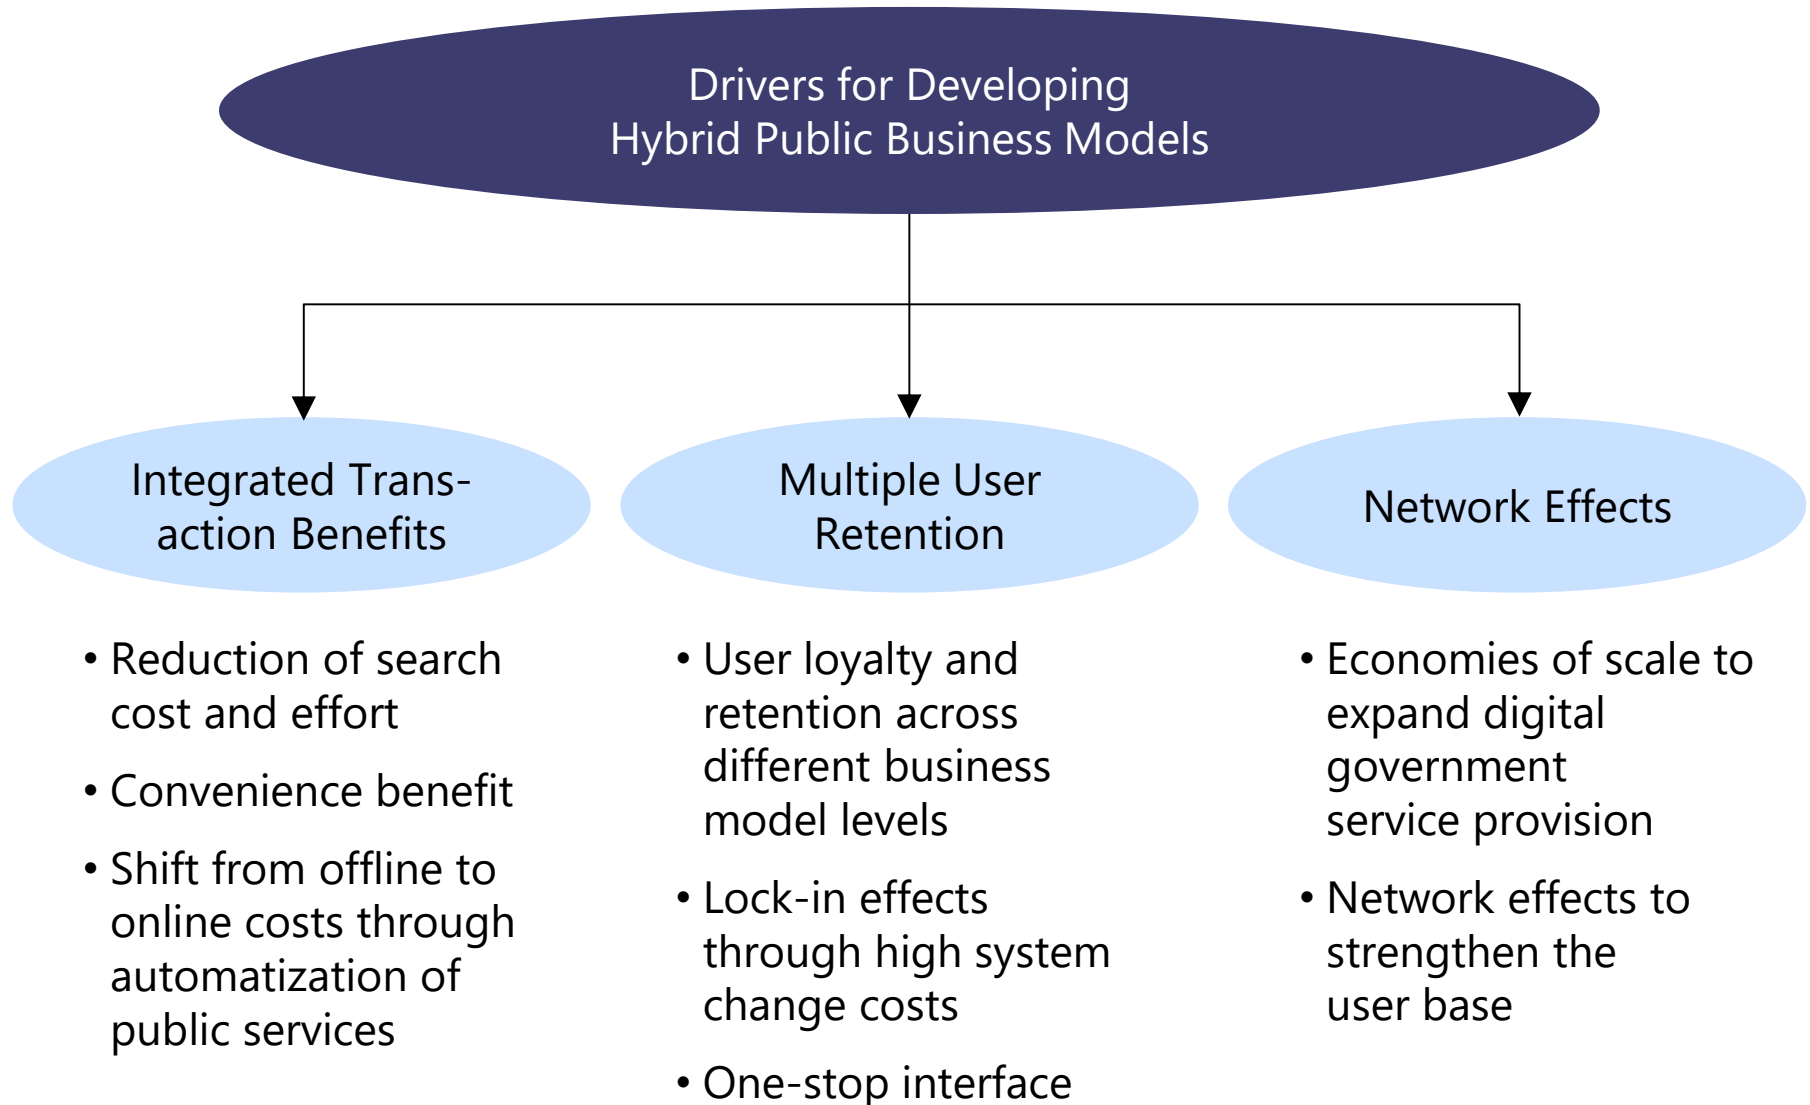 Drivers for Developing
Hybrid Public Business Models
Integrated Trans-
action Benefits
Multiple User
Retention
Network Effects
• Reduction of search
cost and effort
• Convenience benefit
• Shift from offline to
online costs through
automatization of
public services
• User loyalty and
retention across
different business
model levels
• Lock-in effects
through high system
change costs
• One-stop interface
• Economies of scale to
expand digital
government
service provision
• Network effects to
strengthen the
user base